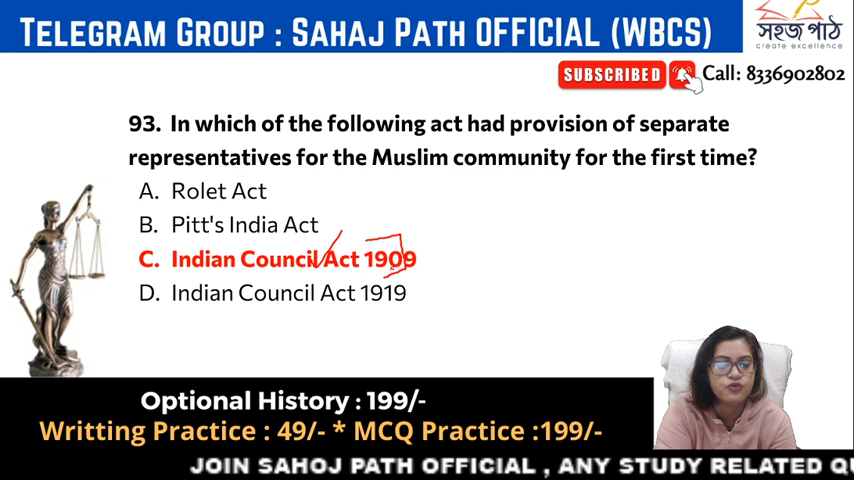 TELEGRAM GROUP : SAHAJ PATH OFFICIAL (WBCS)
সহজ পাঠ
create excellence
SUBSCRIBED
Call: 8336902802
93. In which of the following act had provision of separate
representatives for the Muslim community for the first time?
A. Rolet Act
B. Pitt's India Act
C. Indian Council Act 1909
D. Indian Council Act 1919
Optional History : 199/-
Writting Practice : 49/- * MCQ Practice :199/-
JOIN SAHOJ PATH OFFICIAL , ANY STUDY RELATED QU